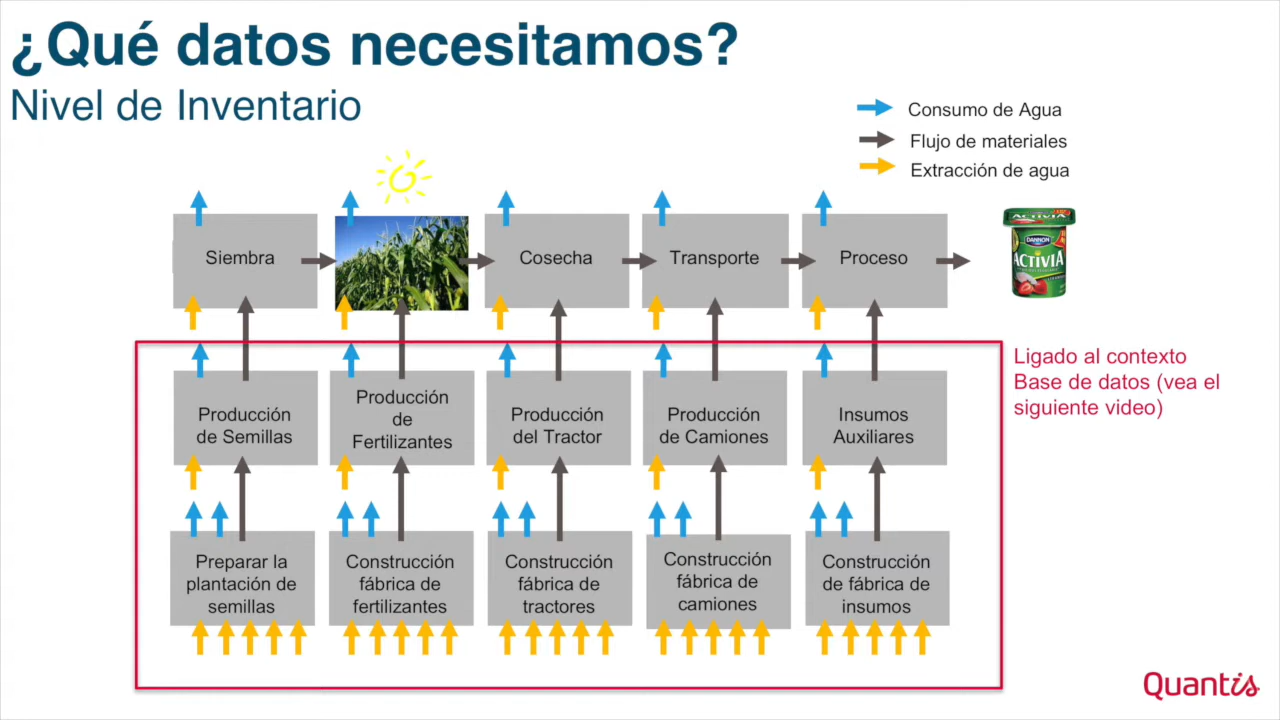 ¿Qué datos necesitamos?
Nivel de Inventario
Consumo de Agua
Flujo de materiales
Extracción de agua
Siembra
Cosecha
Transporte
Proceso
DANNON
ACTIVIA
Ligado al contexto
Base de datos (vea el
siguiente video)
Producción
de Semillas
Producción
de
Fertilizantes
Producción
del Tractor
Producción
de Camiones
Insumos
Auxiliares
Preparar la
plantación de
semillas
Construcción
fábrica de
fertilizantes
Construcción
fábrica de
tractores
Construcción
fábrica de
camiones
Construcción
de fábrica de
insumos
Quantis